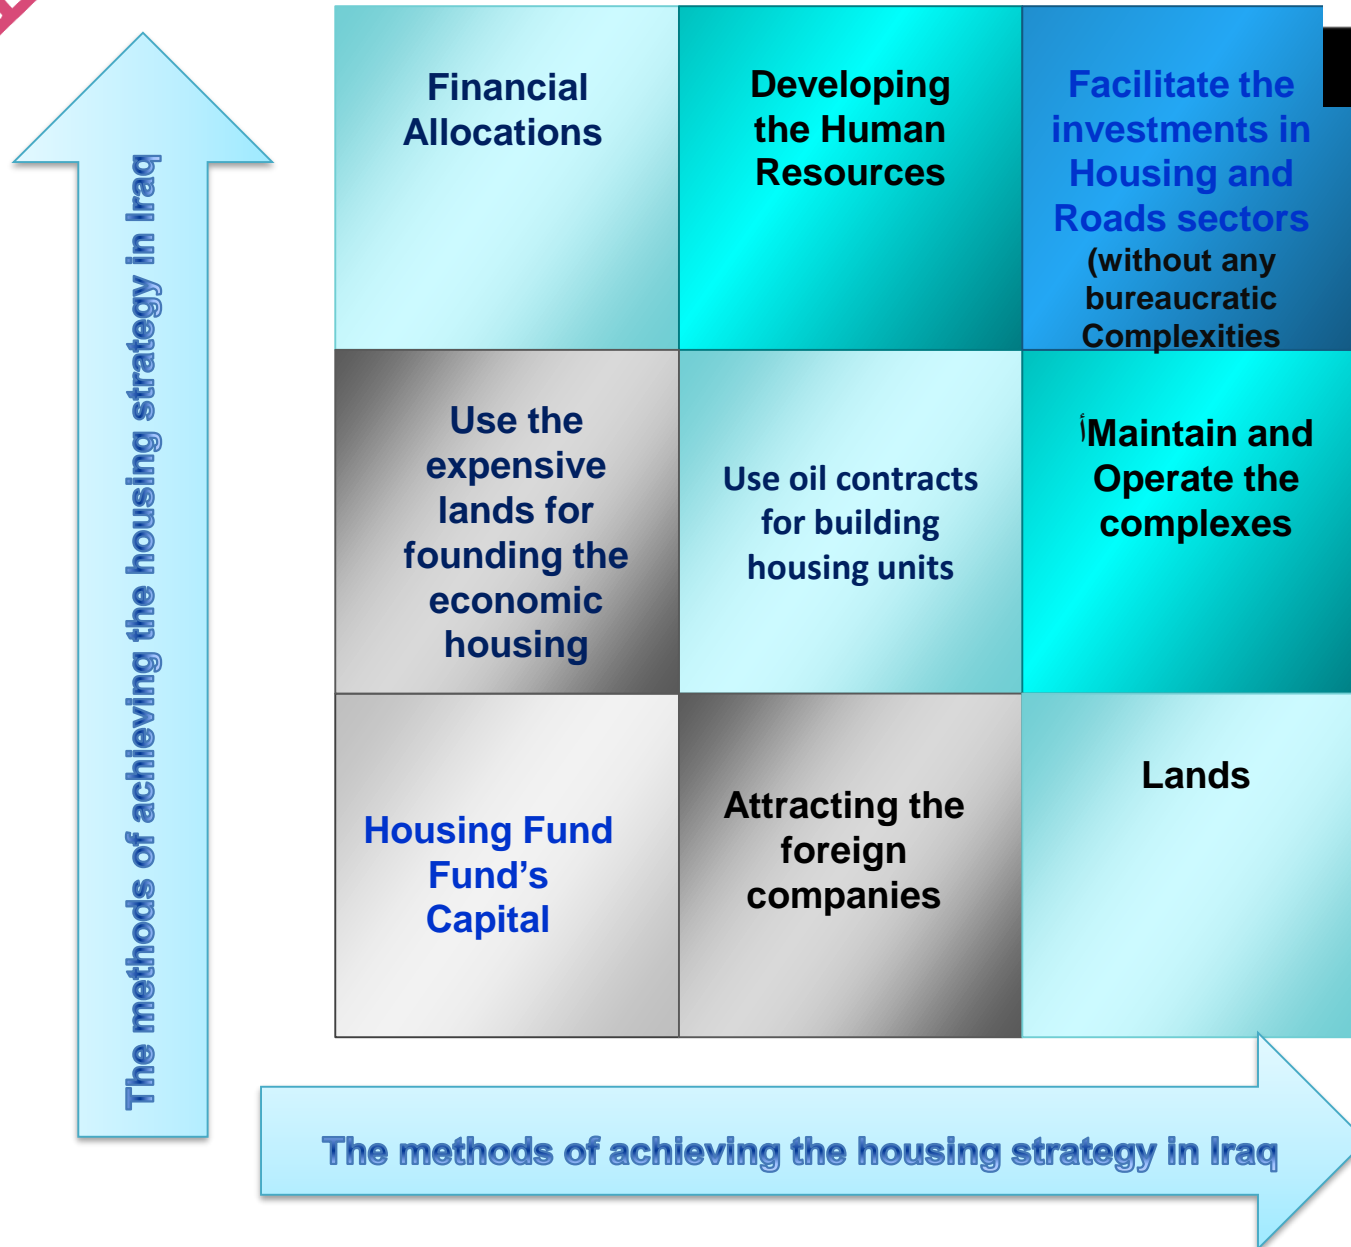 The methods of achieving the housing strategy in Iraq
Financial
Allocations
Developing
the Human
Resources
Facilitate the
investments in
Housing and
Roads sectors
(without any
bureaucratic
Complexities
Use the
expensive
lands for
founding the
economic
housing
Use oil contracts
for building
housing units
أMaintain and
Operate the
complexes
Housing Fund
Fund’s
Capital
Attracting the
foreign
companies
Lands
The methods of achieving the housing strategy in Iraq